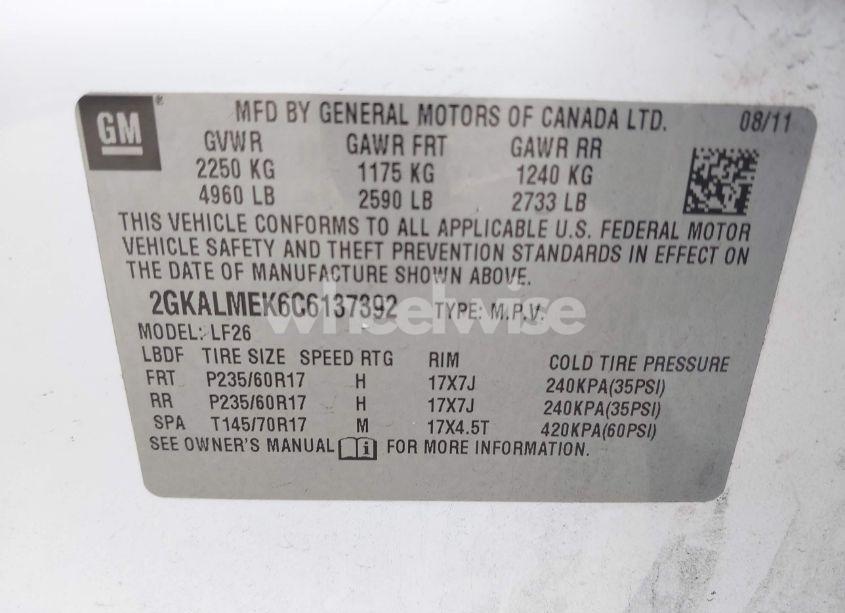 GM ® MFD BY GENERAL MOTORS OF CANADA LTD. 08/11
GVWR GAWR FRT GAWR RR
2250 KG 1175 KG 1240 KG
4960 LB 2590 LB 2733 LB
THIS VEHICLE CONFORMS TO ALL APPLICABLE U.S. FEDERAL MOTOR
VEHICLE SAFETY AND THEFT PREVENTION STANDARDS IN EFFECT ON
THE DATE OF MANUFACTURE SHOWN ABOVE.
2GKALMEK6C6137392 TYPE: M.P.V.
wheelwise
MODEL: LF26
LBDF TIRE SIZE SPEED RTG RIM COLD TIRE PRESSURE
FRT P235/60R17 H 17X7J 240KPA(35PSI)
RR P235/60R17 H 17X7J 240KPA(35PSI)
SPA T145/70R17 M 17X4.5T 420KPA(60PSI)
SEE OWNER'S MANUAL i FOR MORE INFORMATION.